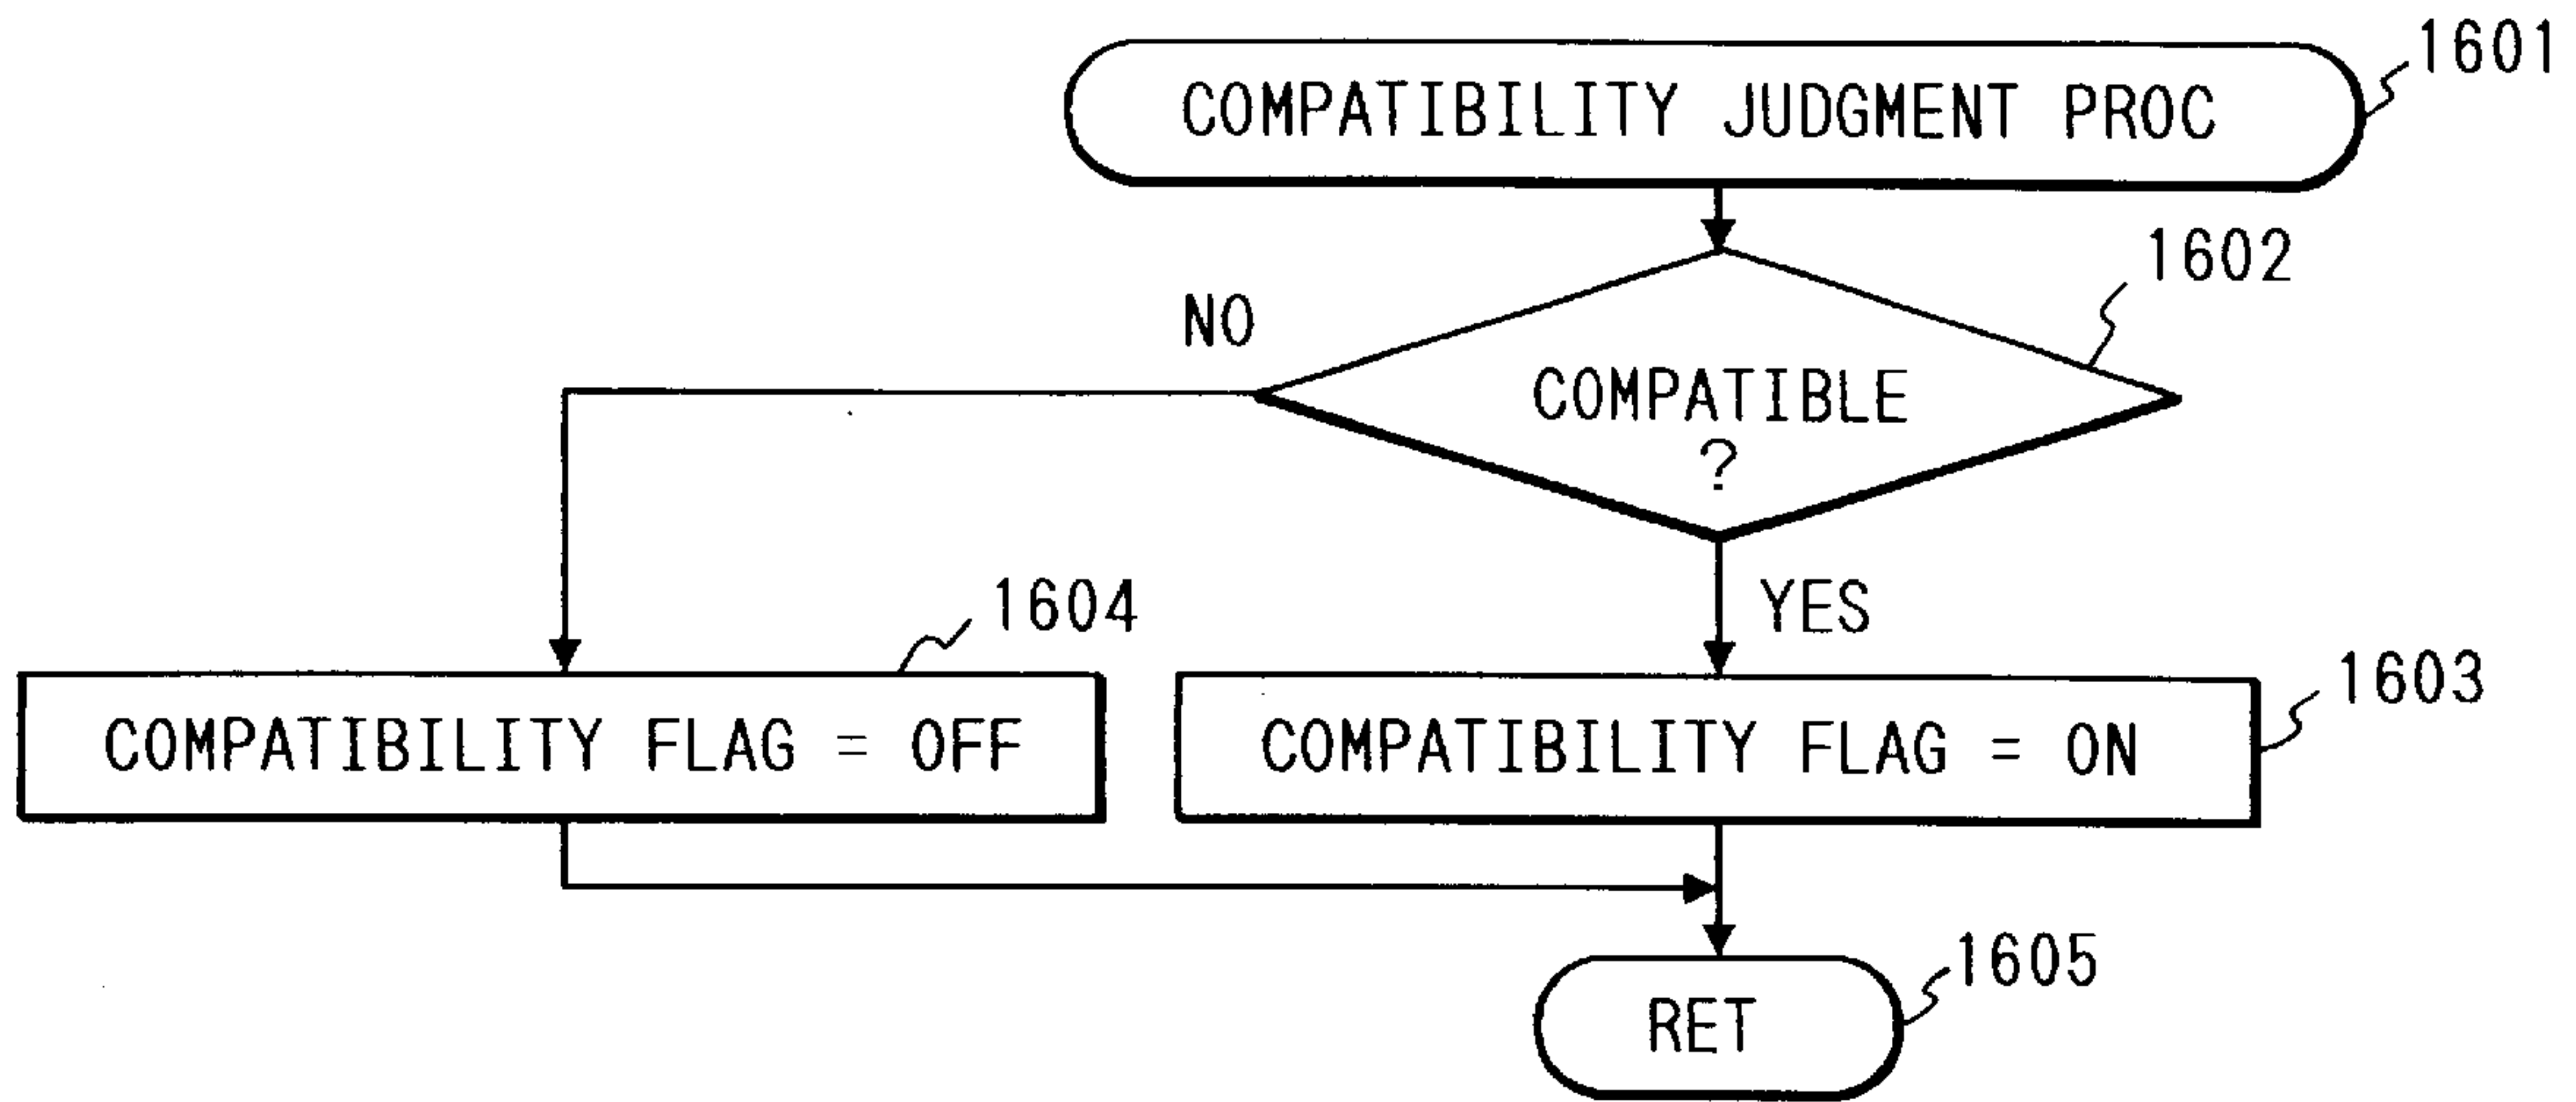 1601
COMPATIBILITY JUDGMENT PROC
1602
NO
COMPATIBLE
?
YES
1604
1603
COMPATIBILITY FLAG = OFF
COMPATIBILITY FLAG = ON
1605
RET